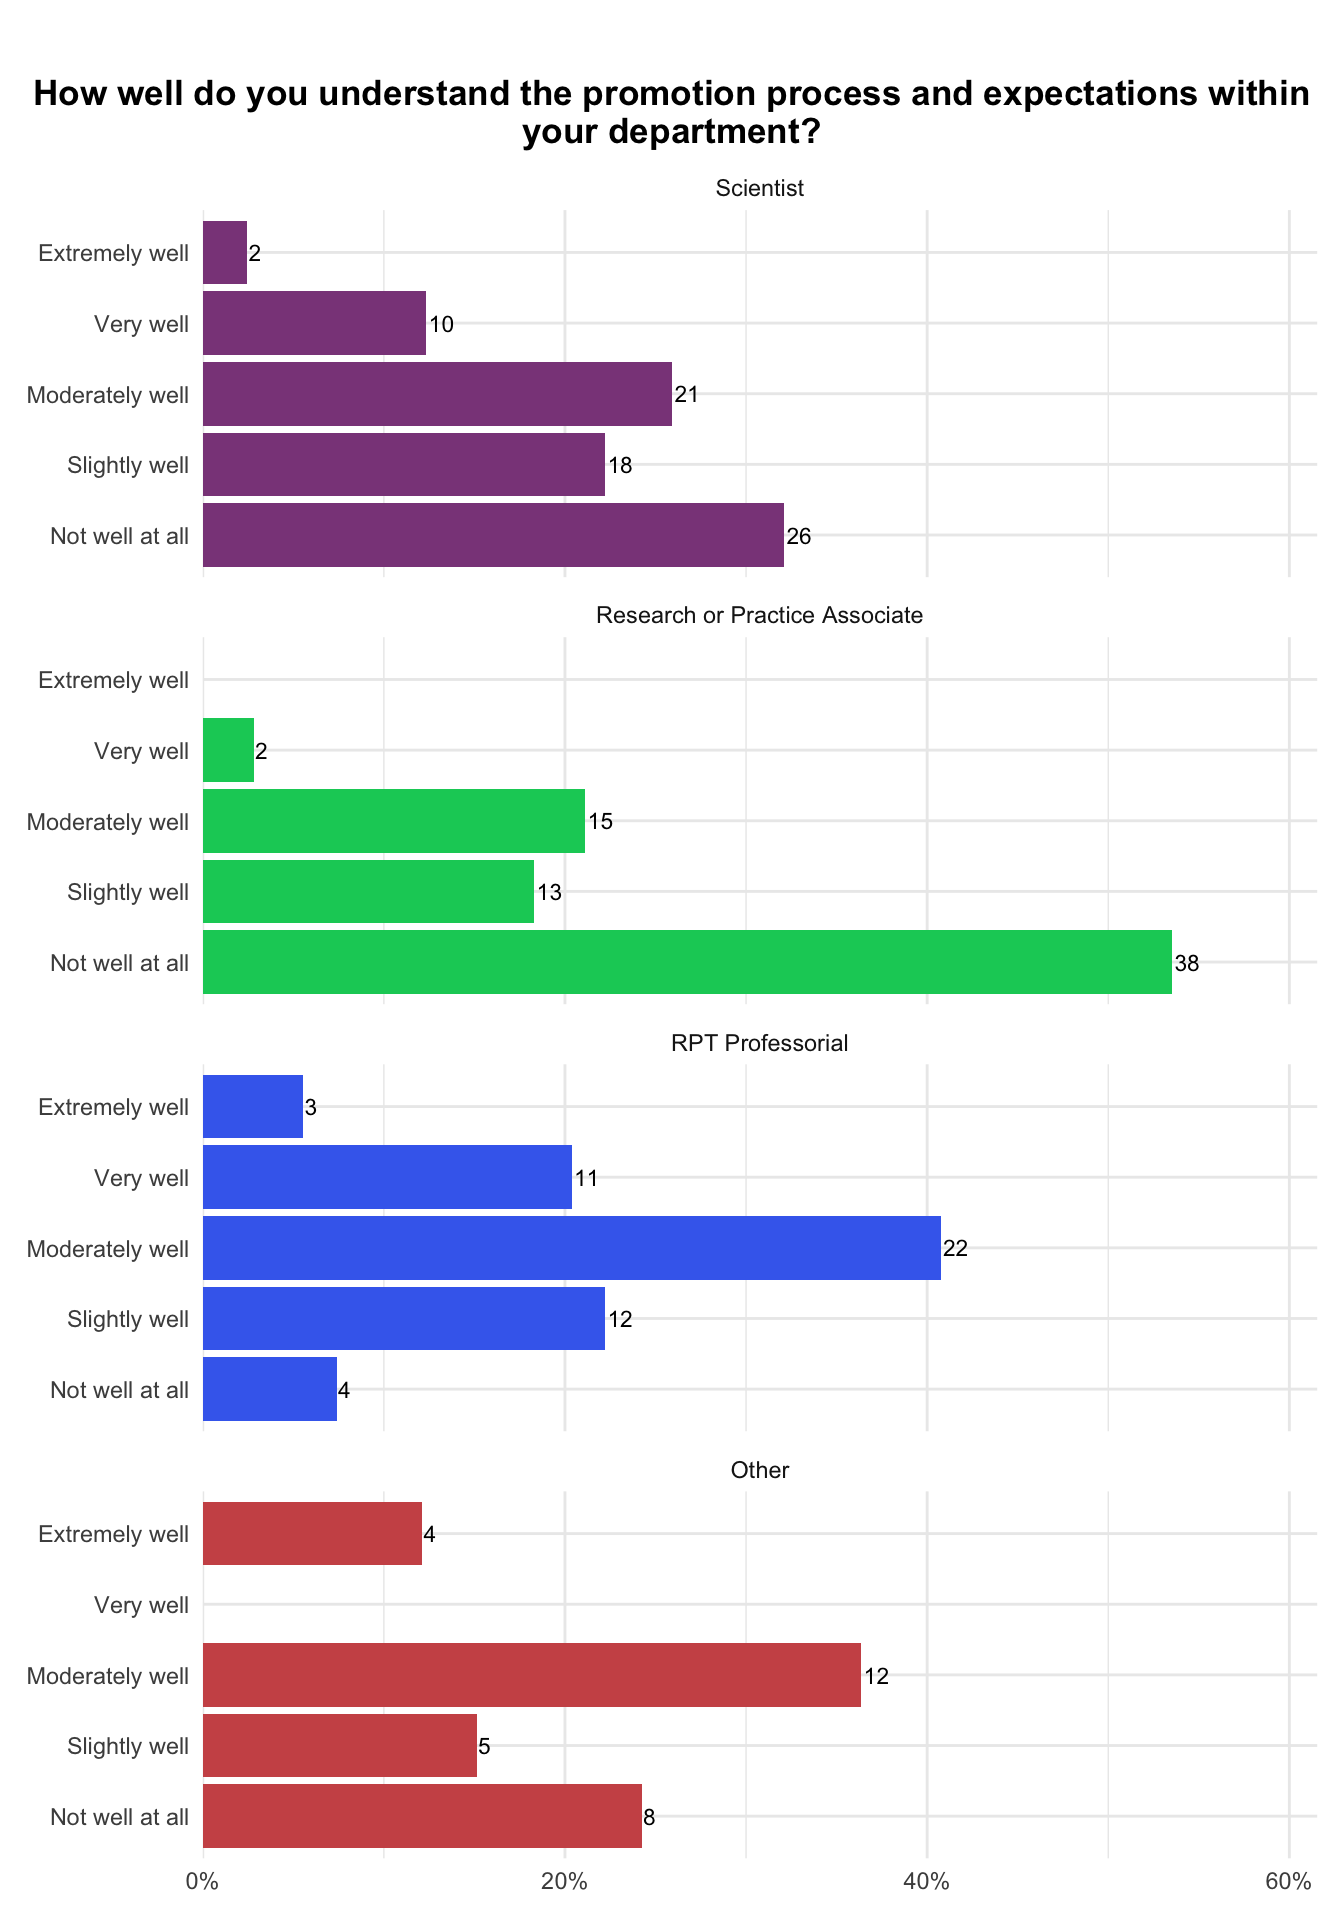 How well do you understand the promotion process and expectations within
your department?
Scientist
Extremely well 2
Very well 10
Moderately well 21
Slightly well 18
Not well at all 26
Research or Practice Associate
Extremely well
Very well 2
Moderately well 15
Slightly well 13
Not well at all 38
RPT Professorial
Extremely well 3
Very well 11
Moderately well 22
Slightly well 12
Not well at all 4
Other
Extremely well 4
Very well
Moderately well 12
Slightly well 5
Not well at all 8
0% 20% 40% 60%